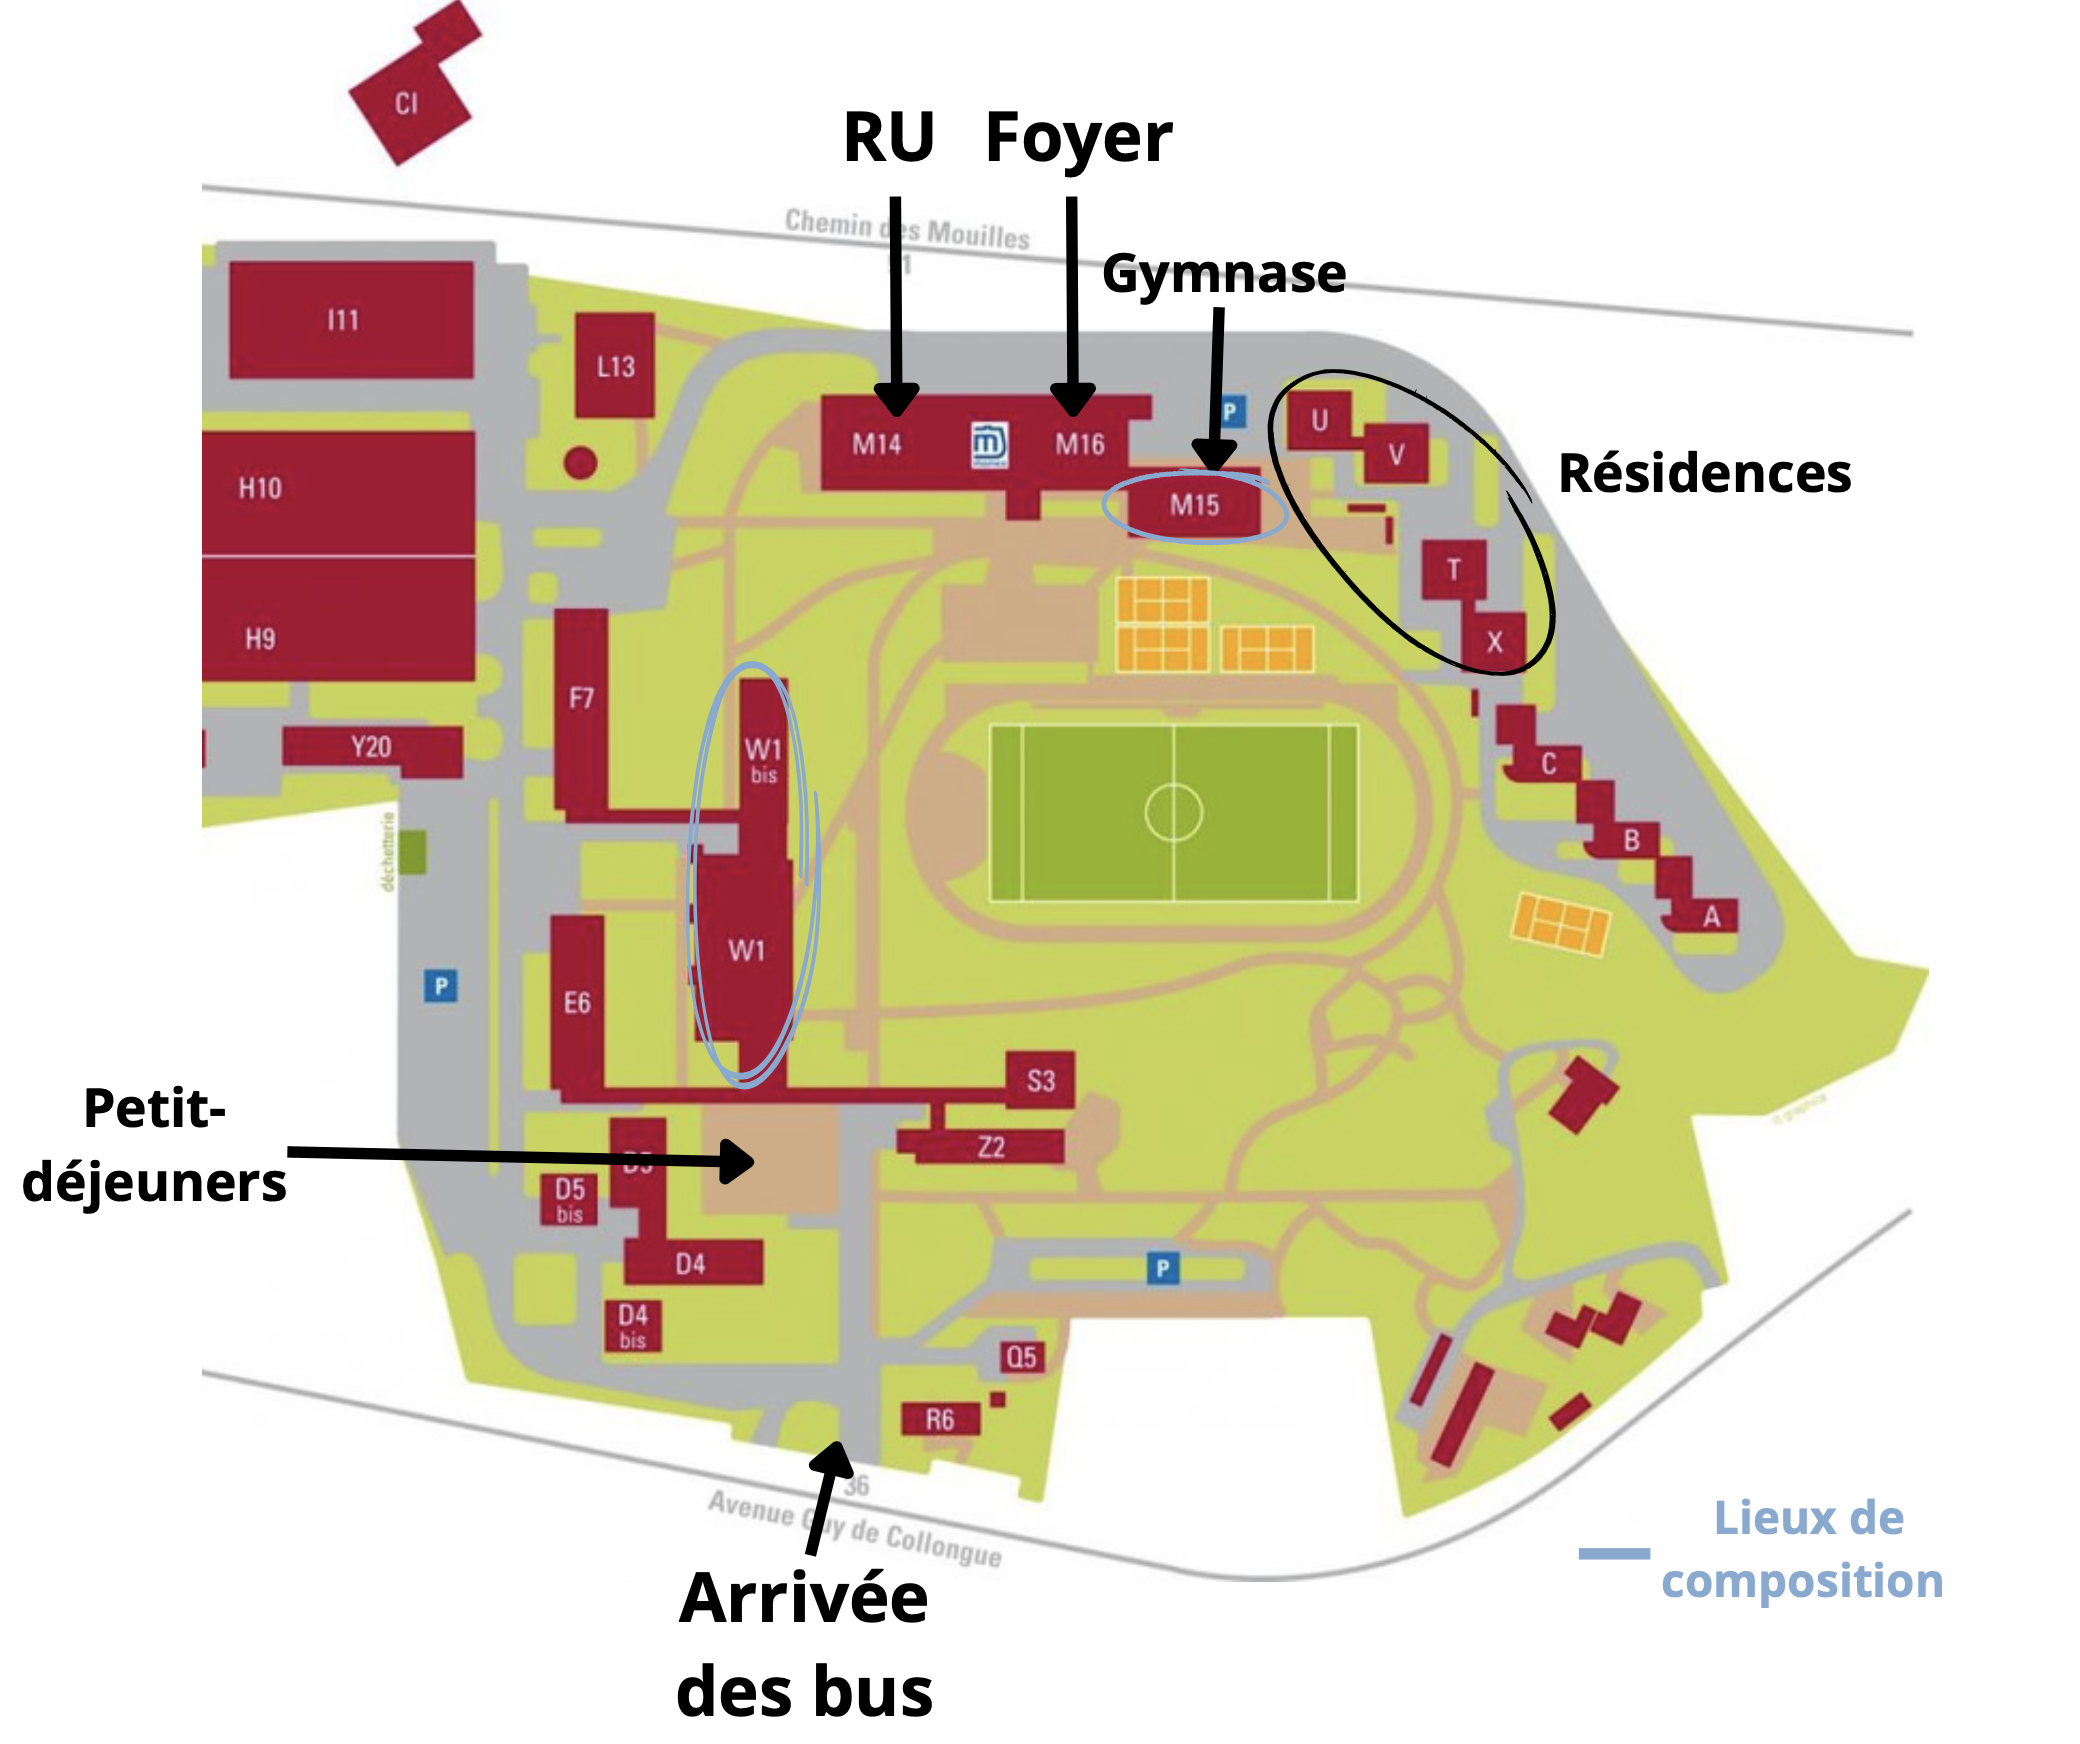 CI
RU Foyer
Chemin des Mouilles
Gymnase
I11
L13
P
U
M14
M16
V
Résidences
H10
M15
T
H9
X
F7
Y20
W1
bis
C
B
déchetterie
A
W1
P
E6
S3
Petit-
déjeuners
Z2
D5
bis
D4
P
D4
bis
Q5
R6
36
Avenue Guy de Collongue
Arrivée
des bus
Lieux de
composition